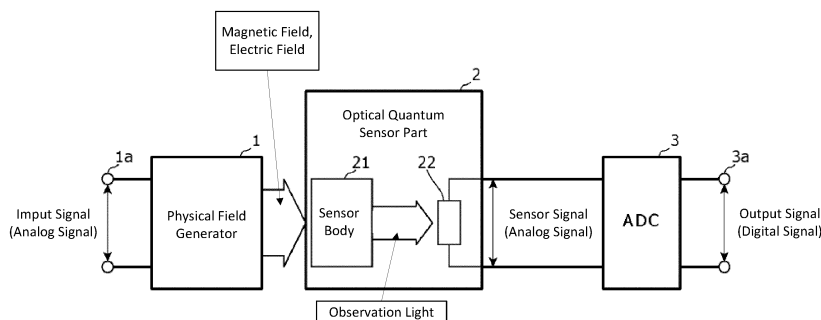 Magnetic Field,
Electric Field
2
Optical Quantum
Sensor Part
1
3
1a
21
22
3a
Imput Signal
(Analog Signal)
Physical Field
Generator
Sensor
Body
Sensor Signal
(Analog Signal)
ADC
Output Signal
(Digital Signal)
Observation Light